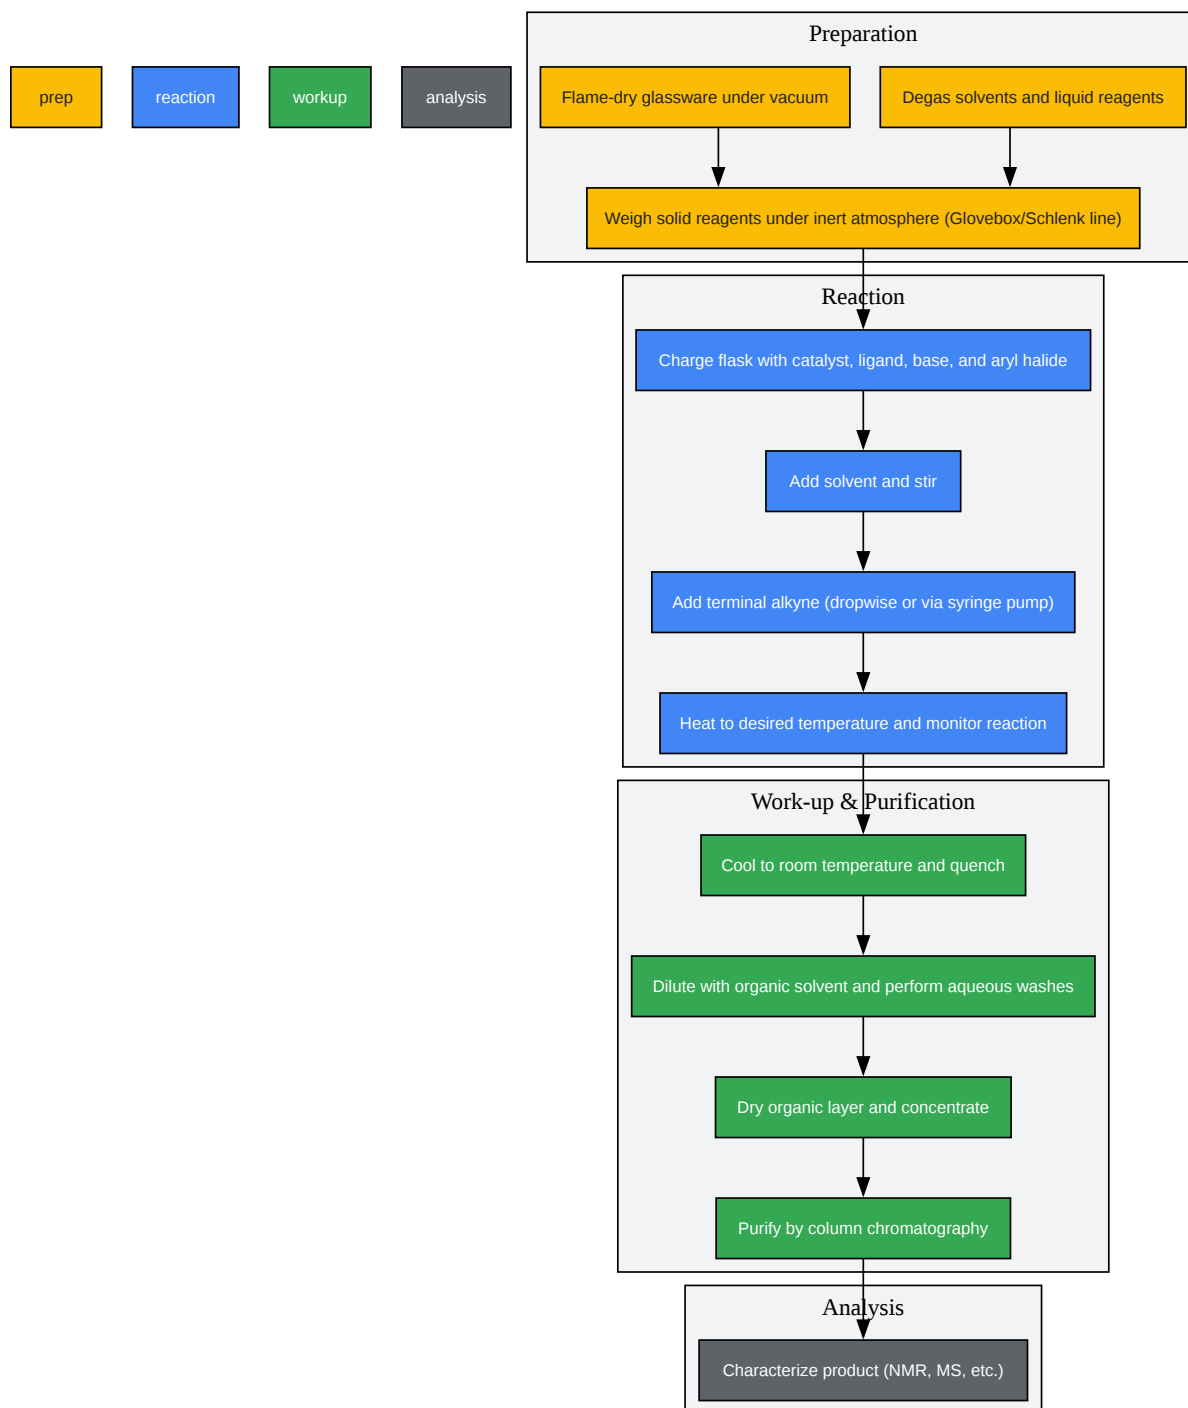 Preparation
prep
reaction
workup
analysis
Flame-dry glassware under vacuum
Degas solvents and liquid reagents
Weigh solid reagents under inert atmosphere (Glovebox/Schlenk line)
Reaction
Charge flask with catalyst, ligand, base, and aryl halide
Add solvent and stir
Add terminal alkyne (dropwise or via syringe pump)
Heat to desired temperature and monitor reaction
Work-up & Purification
Cool to room temperature and quench
Dilute with organic solvent and perform aqueous washes
Dry organic layer and concentrate
Purify by column chromatography
Analysis
Characterize product (NMR, MS, etc.)